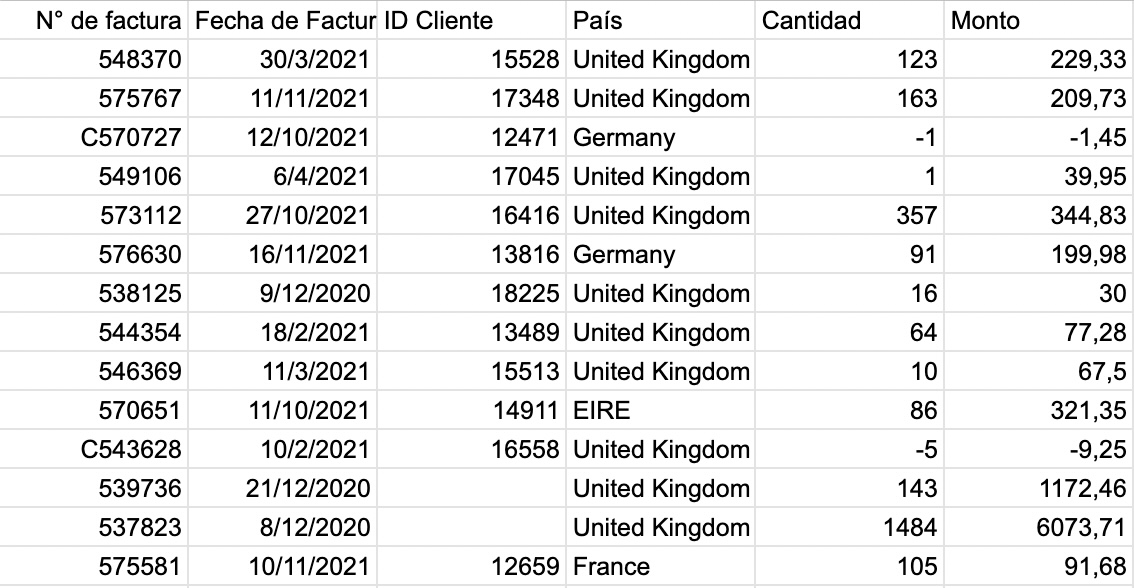 N° de factura Fecha de Factur ID Cliente País Cantidad Monto
548370 30/3/2021 15528 United Kingdom 123 229,33
575767 11/11/2021 17348 United Kingdom 163 209,73
C570727 12/10/2021 12471 Germany -1 -1,45
549106 6/4/2021 17045 United Kingdom 1 39,95
573112 27/10/2021 16416 United Kingdom 357 344,83
576630 16/11/2021 13816 Germany 91 199,98
538125 9/12/2020 18225 United Kingdom 16 30
544354 18/2/2021 13489 United Kingdom 64 77,28
546369 11/3/2021 15513 United Kingdom 10 67,5
570651 11/10/2021 14911 EIRE 86 321,35
C543628 10/2/2021 16558 United Kingdom -5 -9,25
539736 21/12/2020 United Kingdom 143 1172,46
537823 8/12/2020 United Kingdom 1484 6073,71
575581 10/11/2021 12659 France 105 91,68